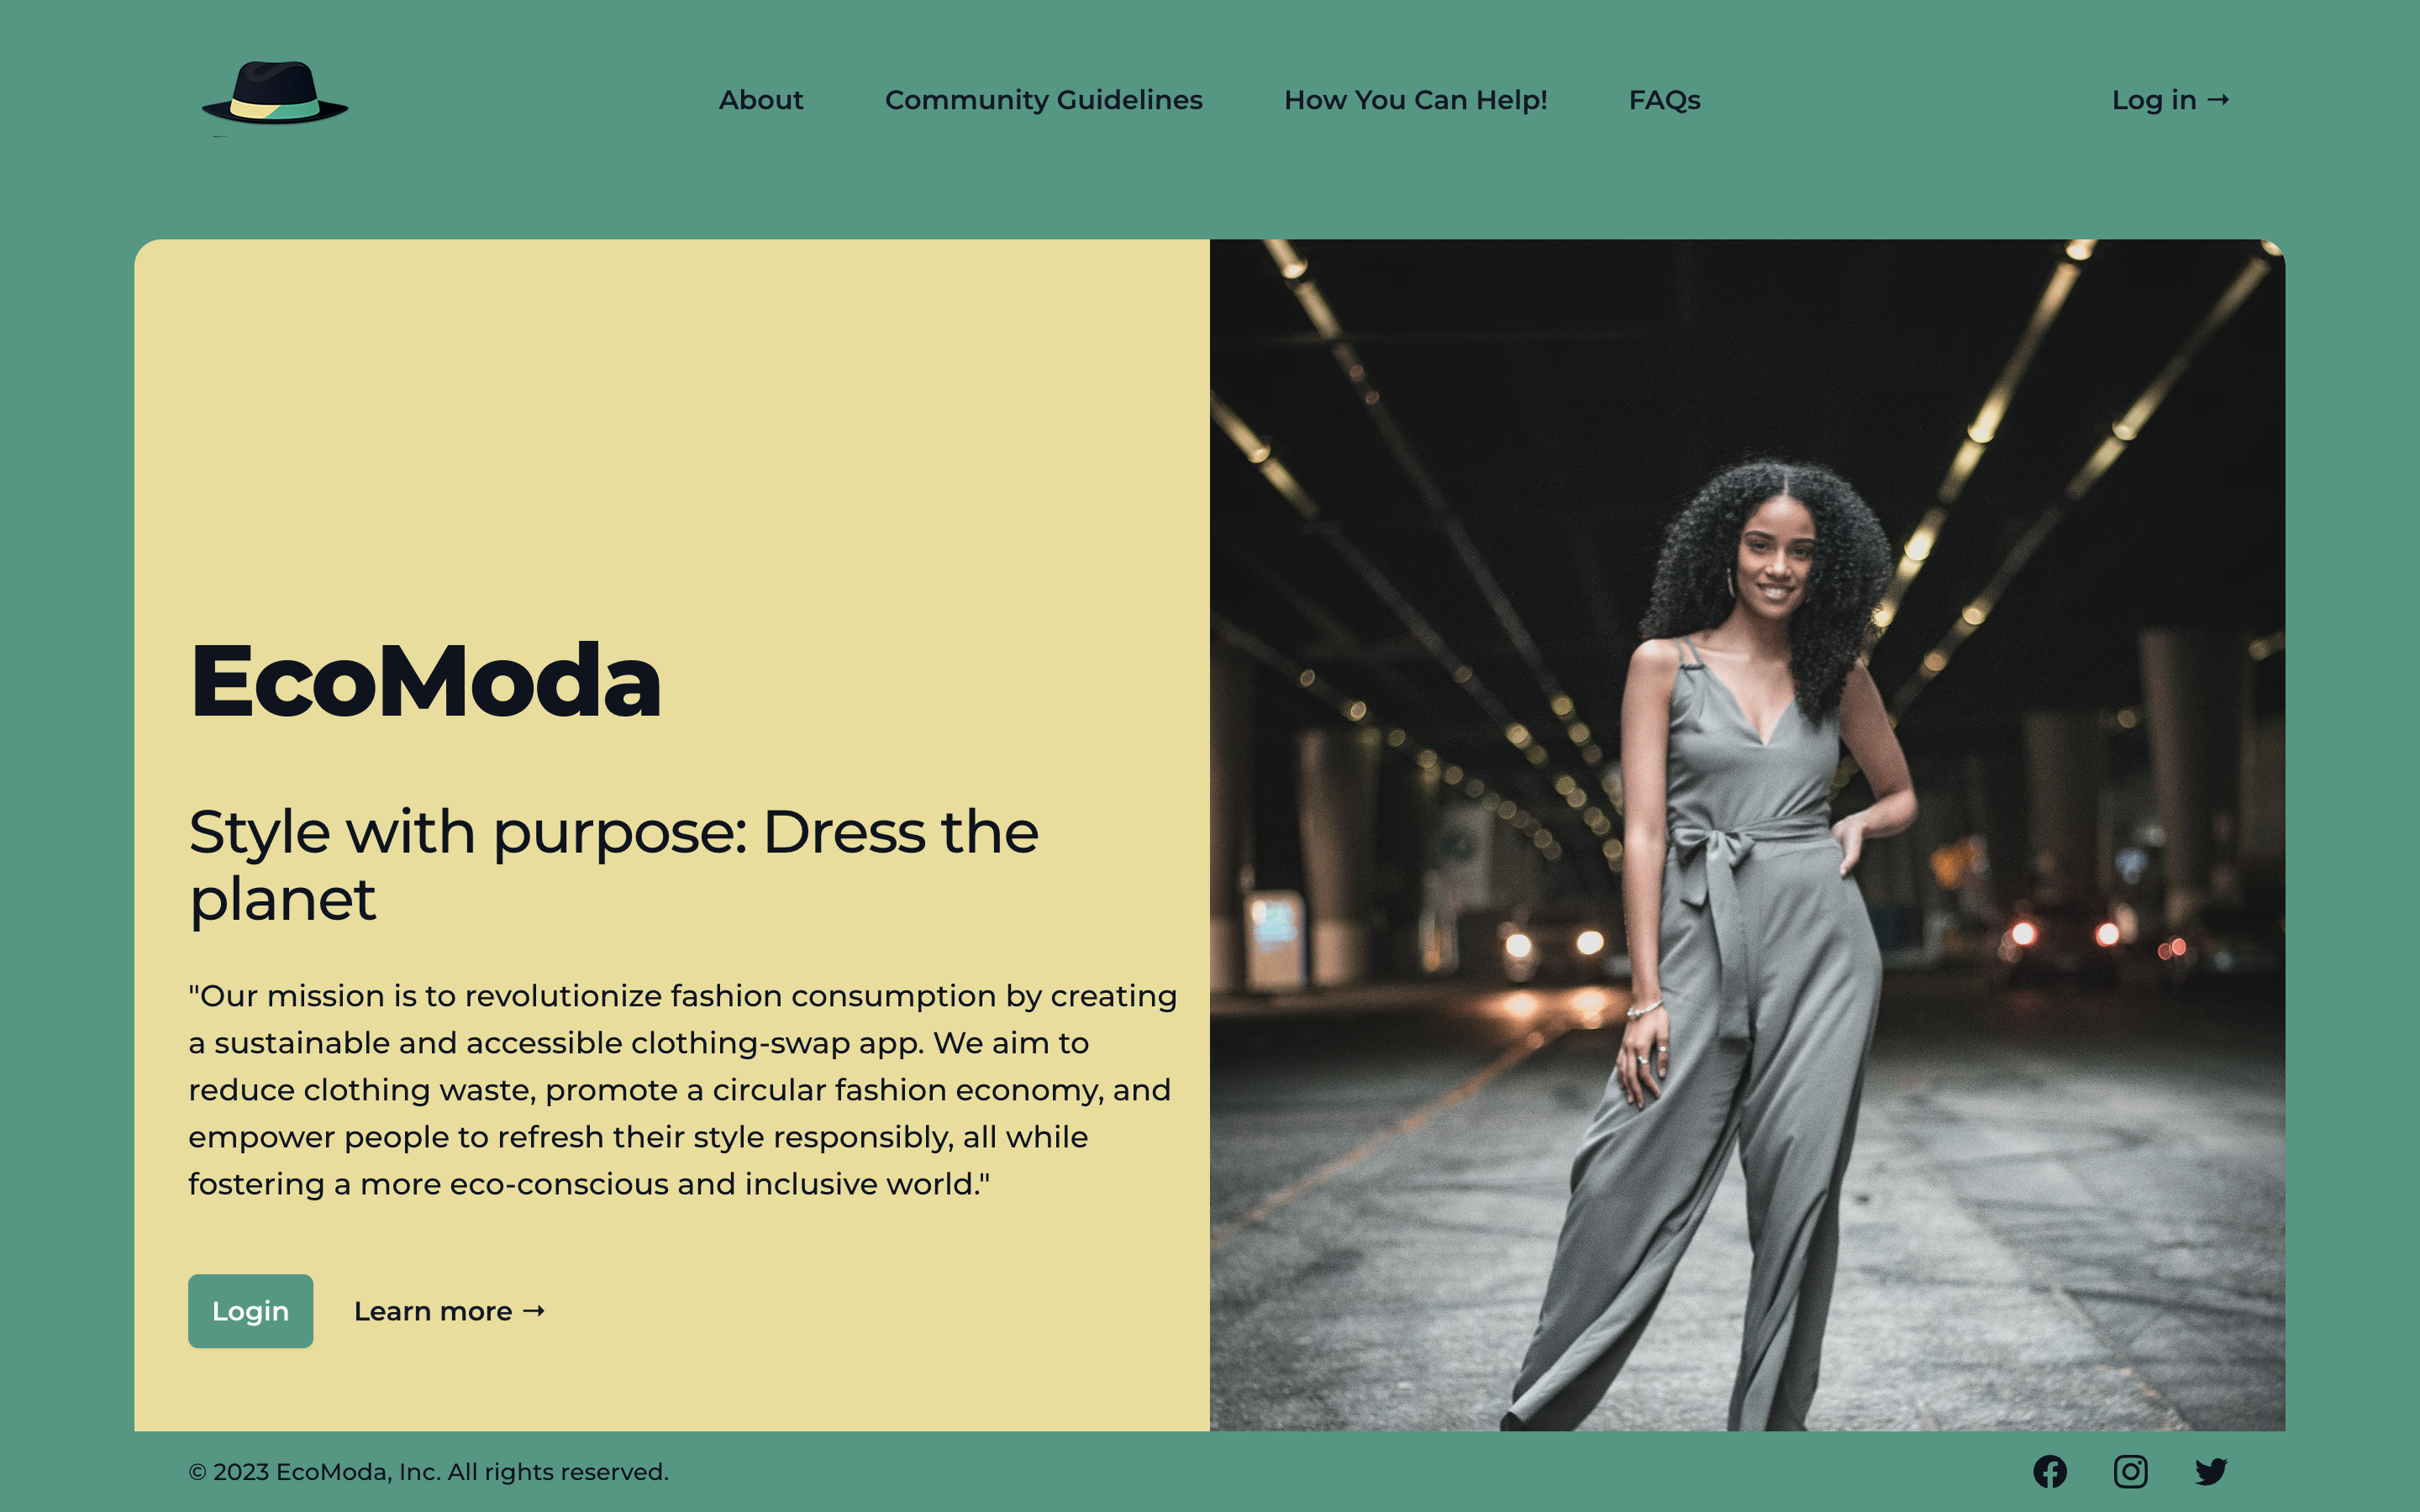 About
Community Guidelines
How You Can Help!
FAQs
Log in →
EcoModa
Style with purpose: Dress the
planet
"Our mission is to revolutionize fashion consumption by creating
a sustainable and accessible clothing-swap app. We aim to
reduce clothing waste, promote a circular fashion economy, and
empower people to refresh their style responsibly, all while
fostering a more eco-conscious and inclusive world."
Login
Learn more →
© 2023 EcoModa, Inc. All rights reserved.